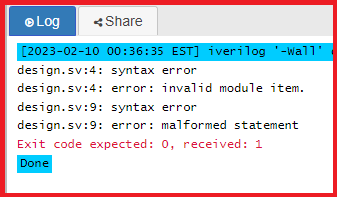 Log
Share
[2023-02-10 00:36:35 EST] iverilog '-Wall'
design.sv:4: syntax error
design.sv:4: error: invalid module item.
design.sv:9: syntax error
design.sv:9: error: malformed statement
Exit code expected: 0, received: 1
Done